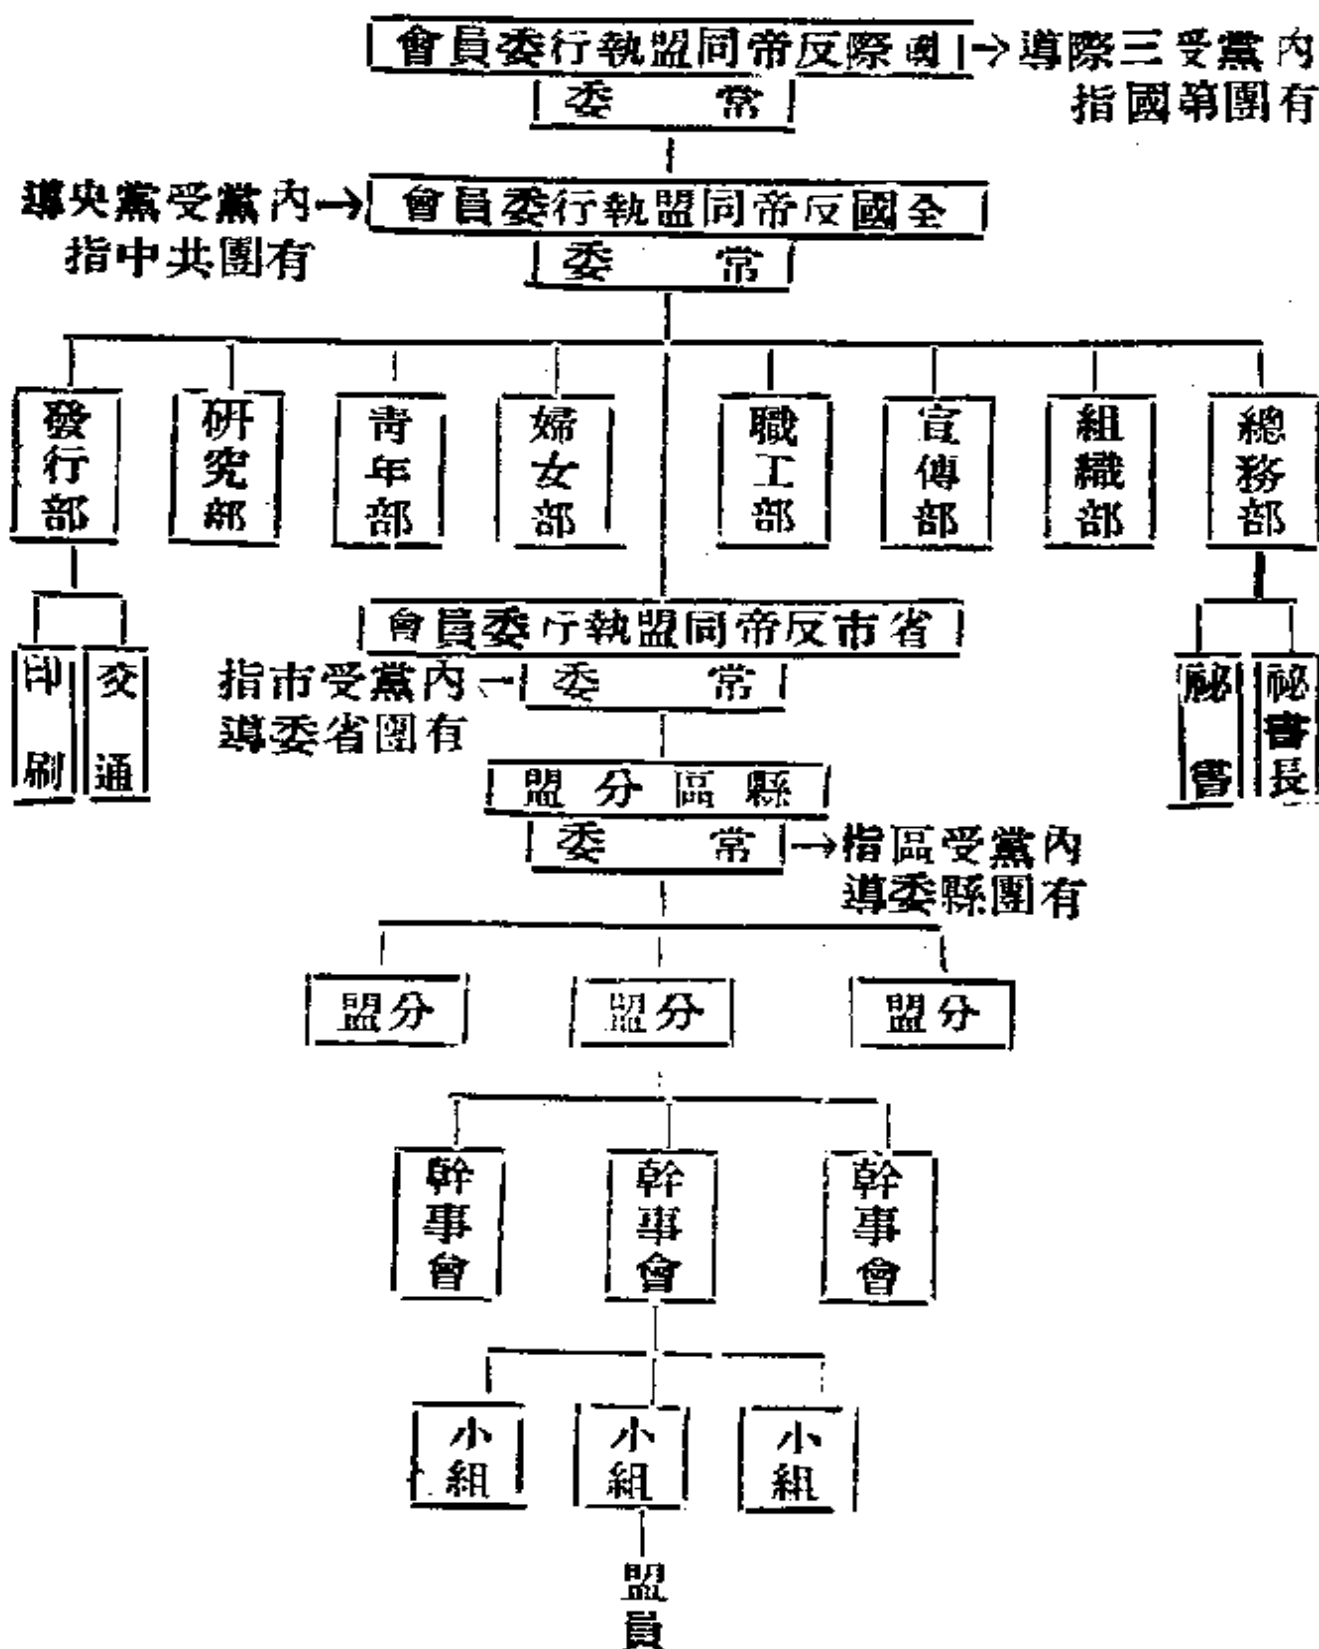 國際反帝同盟執行委員會
內有黨團受第三國際指導
常委
全國反帝同盟執行委員會
內有黨團受共黨中央指導
常委
總務部
組織部
宣傳部
職工部
婦女部
青年部
研究部
發行部
秘書長
秘書
交通
印刷
省市反帝同盟執行委員會
常委
內有黨團受省市委指導
縣區分盟
常委
內有黨團受縣區委指導
分盟
分盟
分盟
幹事會
幹事會
幹事會
小組
小組
小組
盟員